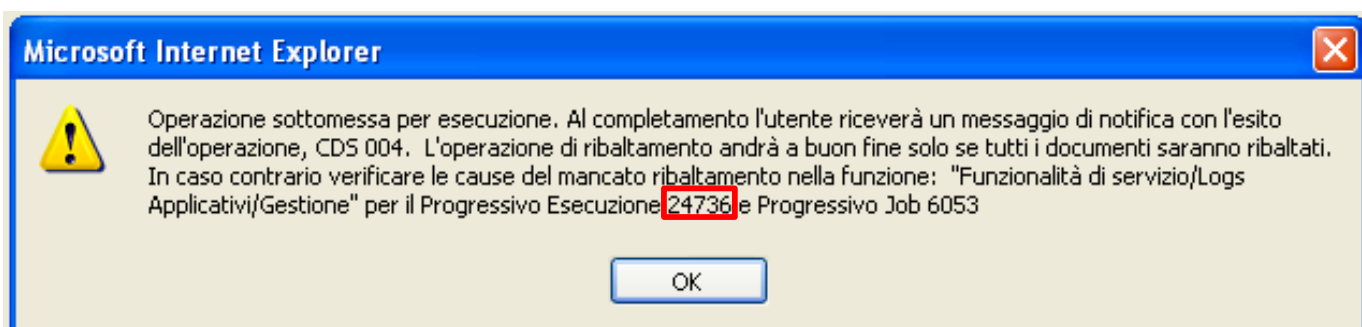 Microsoft Internet Explorer
Operazione sottomessa per esecuzione. Al completamento l'utente riceverà un messaggio di notifica con l'esito
dell'operazione, CDS 004. L'operazione di ribaltamento andrà a buon fine solo se tutti i documenti saranno ribaltati.
In caso contrario verificare le cause del mancato ribaltamento nella funzione: "Funzionalità di servizio/Logs
Applicativi/Gestione" per il Progressivo Esecuzione 24736 e Progressivo Job 6053
OK